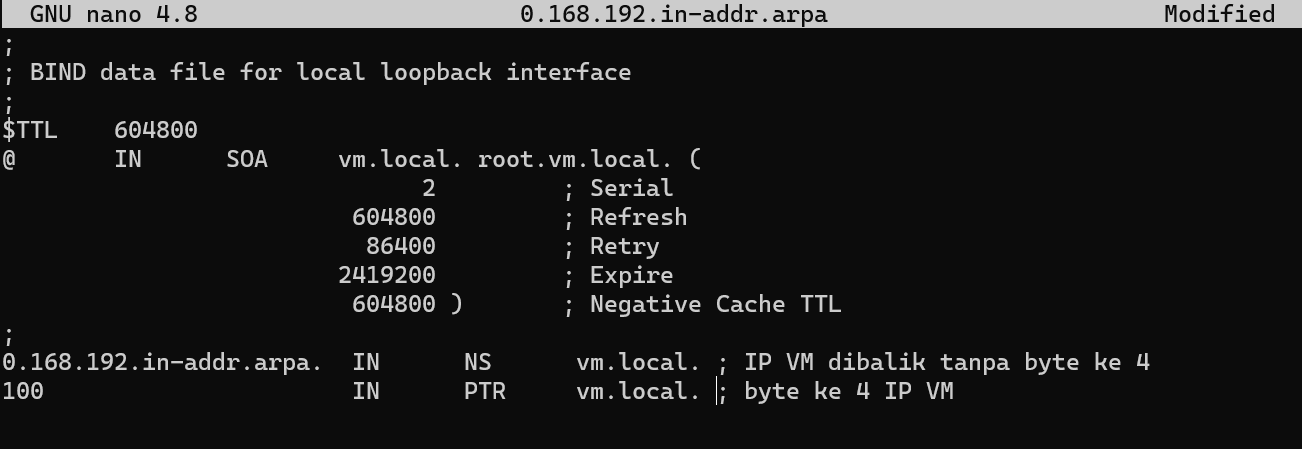 GNU nano 4.8 0.168.192.in-addr.arpa Modified
;
; BIND data file for local loopback interface
;
$TTL 604800
@ IN SOA vm.local. root.vm.local. (
2 ; Serial
604800 ; Refresh
86400 ; Retry
2419200 ; Expire
604800 ) ; Negative Cache TTL
;
0.168.192.in-addr.arpa. IN NS vm.local. ; IP VM dibalik tanpa byte ke 4
100 IN PTR vm.local. ; byte ke 4 IP VM